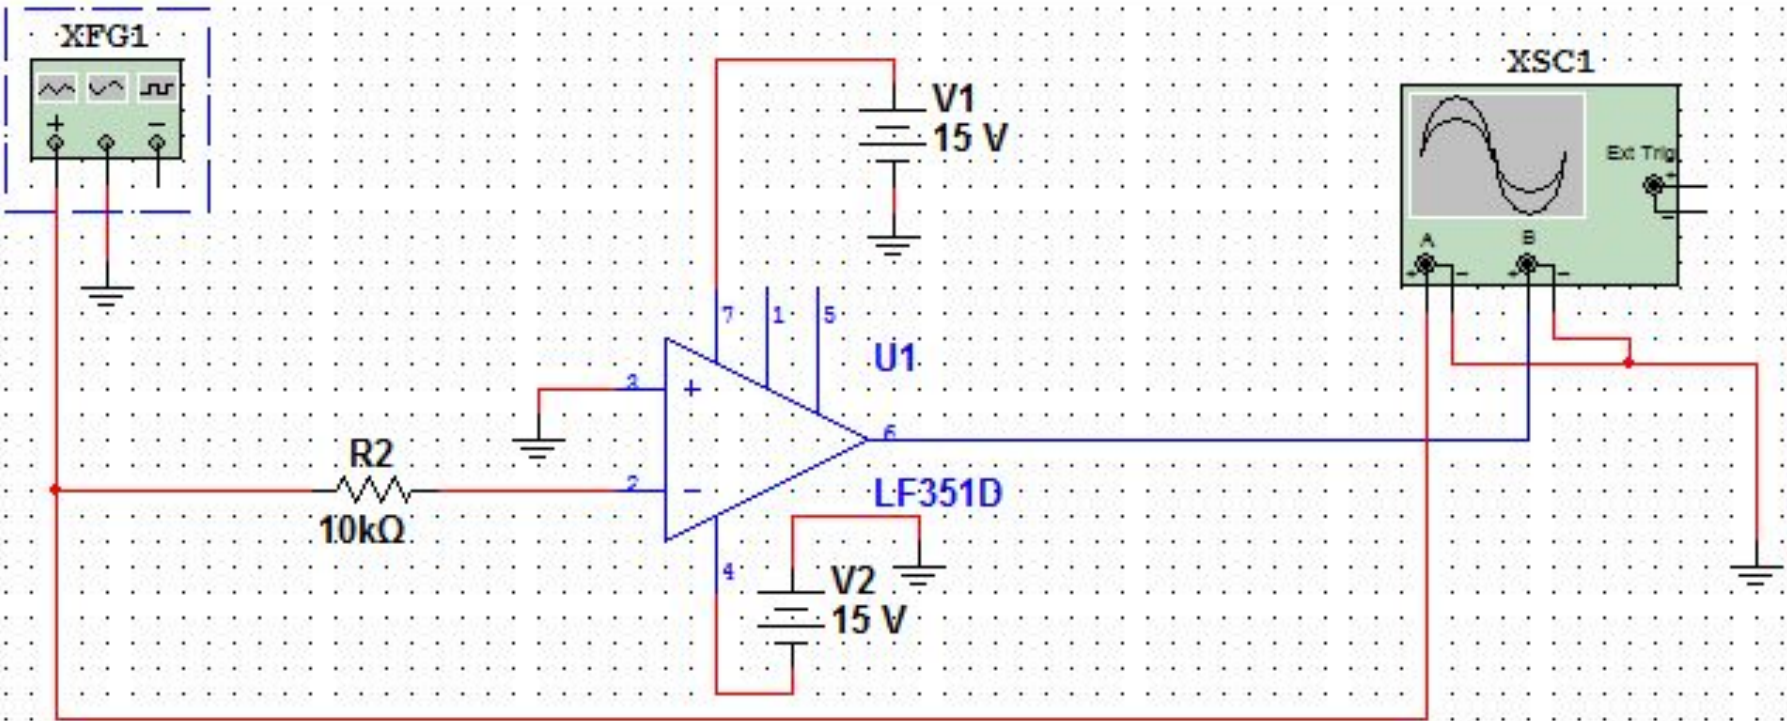 XFG1
+
−
V1
15 V
XSC1
Ext Trig
+
−
A
B
+
−
+
−
7
1
5
U1
3
+
6
R2
10kΩ
2
−
LF351D
4
V2
15 V